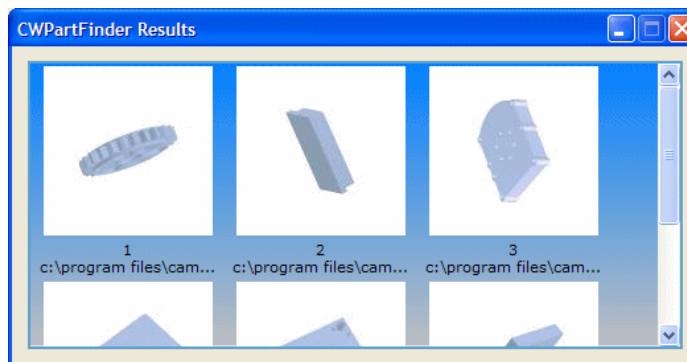 CWPartFinder Results
1
c:\program files\cam...
2
c:\program files\cam...
3
c:\program files\cam...